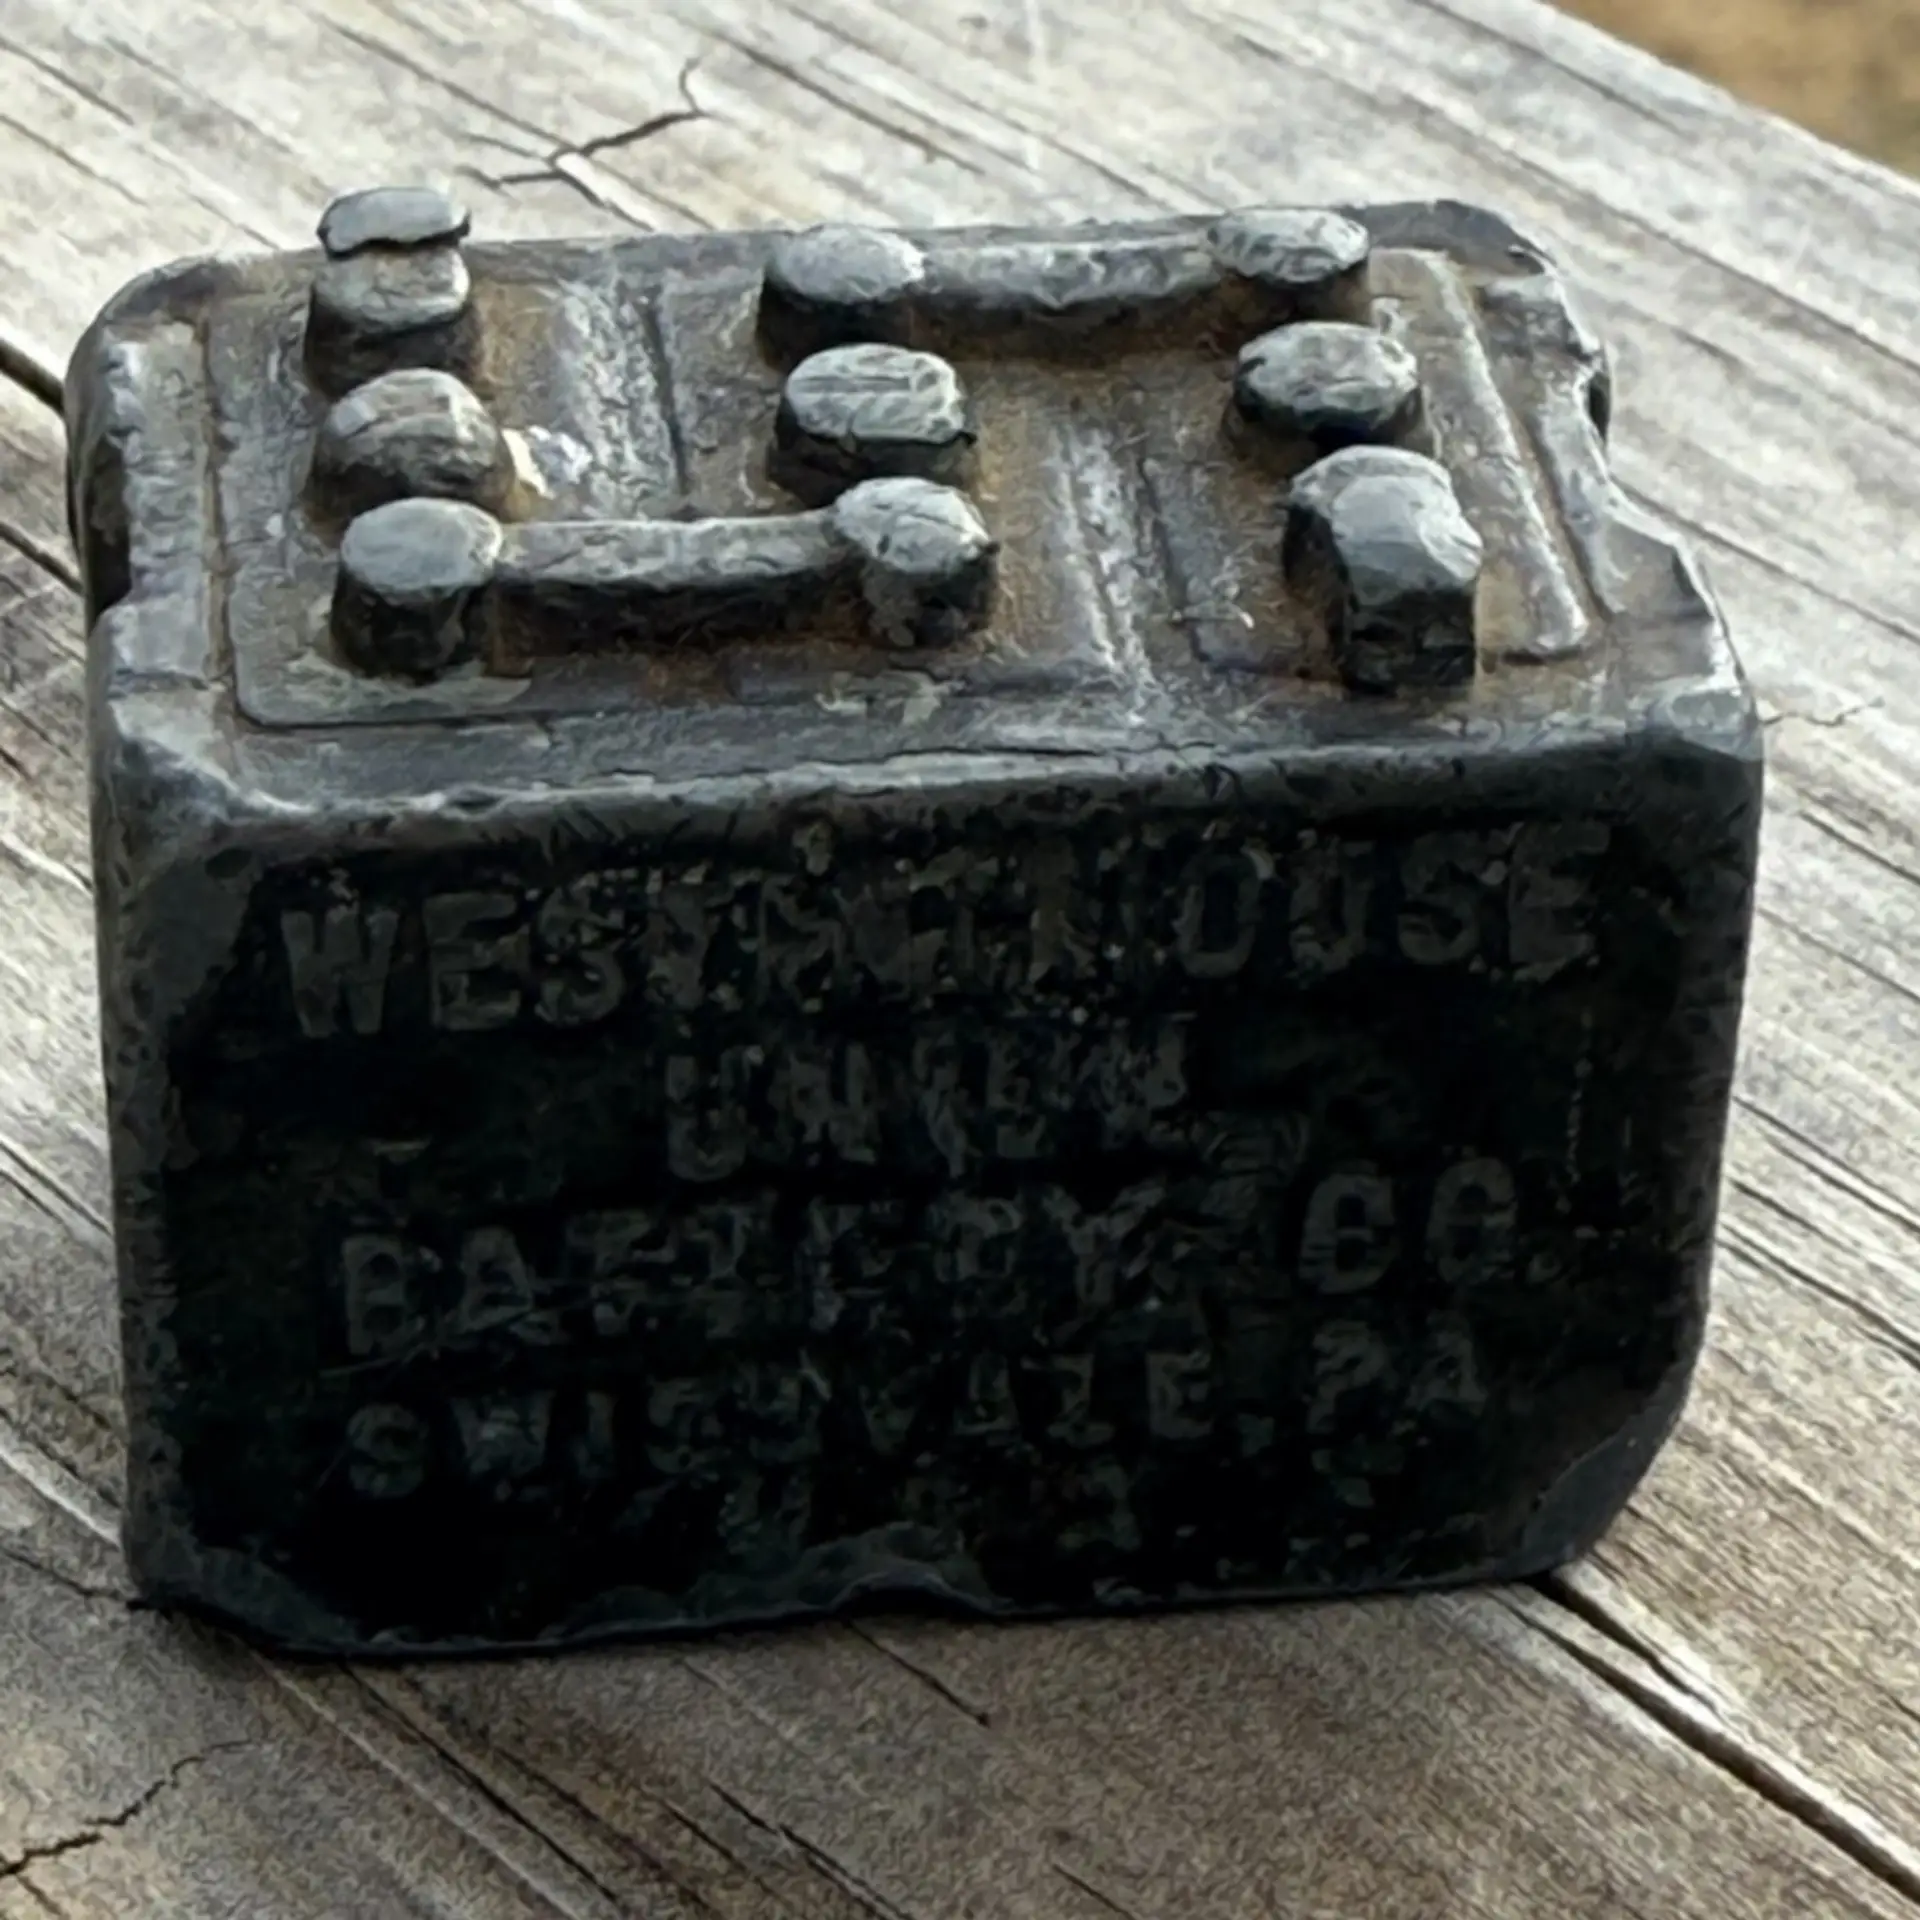 WESTINGHOUSE
UNION
BATTERY CO.
SWISSVALE, PA